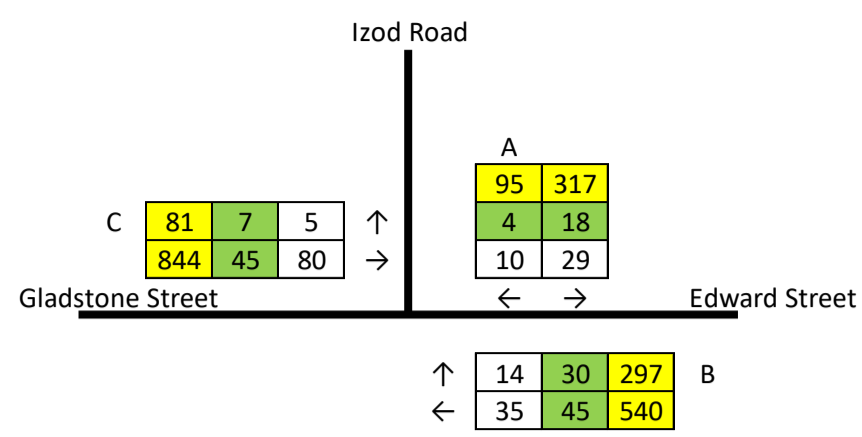 Izod Road
A
95 317
C 81 7 5 ↑ 4 18
844 45 80 → 10 29
Gladstone Street ← → Edward Street
↑ 14 30 297 B
← 35 45 540